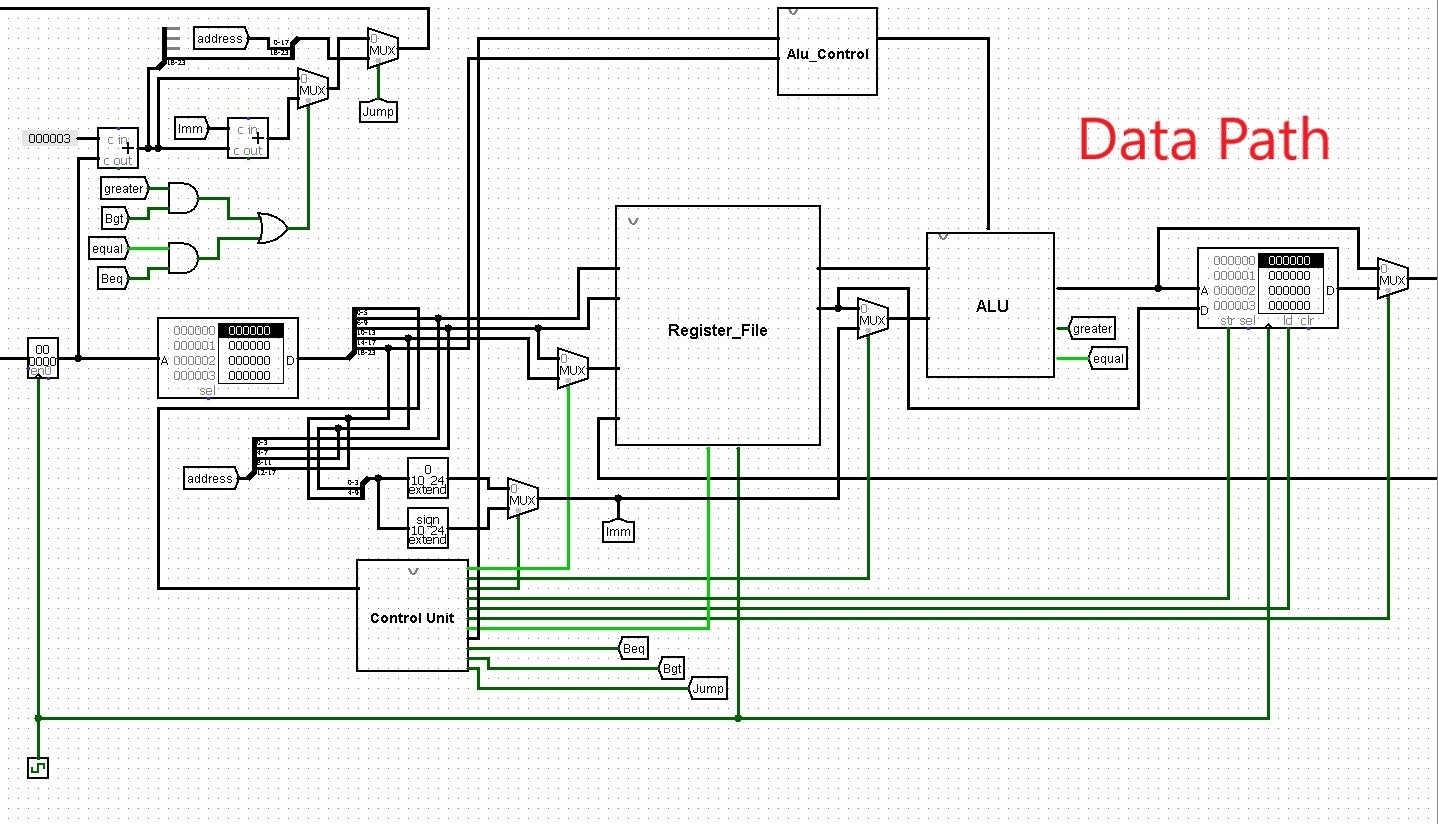 address
0-17
18-23
0
MUX
Alu_Control
18-23
0
MUX
Jump
Data Path
000003
c in
+
c out
Imm
c in
+
c out
greater
Bgt
equal
Beq
Register_File
ALU
000000 000000
000001 000000
000002 000000
000003 000000
A
D
D
str sel ld clr
0
MUX
greater
equal
0
MUX
00
0000
en0
000000 000000
000001 000000
000002 000000
000003 000000
A
D
sel
0-3
6-9
10-13
14-17
18-23
0
MUX
address
0-3
4-7
8-11
12-17
0-3
4-9
0
10 24
extend
sign
10 24
extend
0
MUX
Imm
Control Unit
Beq
Bgt
Jump